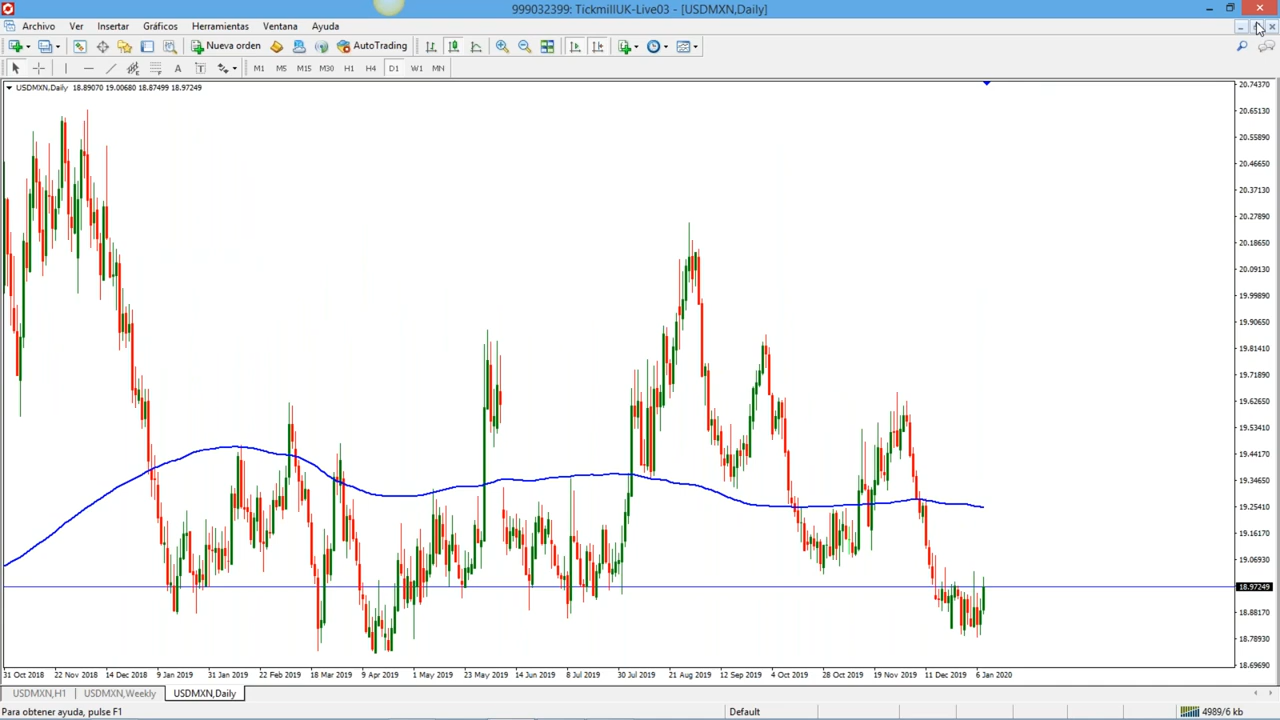 999032399: TickmillUK-Live03 - [USDMXN,Daily]
Archivo Ver Insertar Gráficos Herramientas Ventana Ayuda
Nueva orden AutoTrading
A T M1 M5 M15 M30 H1 H4 D1 W1 MN
USDMXN,Daily 18.89070 19.00680 18.87499 18.97249
20.74370
20.65130
20.55890
20.46650
20.37130
20.27890
20.18650
20.09130
19.99890
19.90650
19.81410
19.71890
19.62650
19.53410
19.44170
19.34650
19.25410
19.16170
19.06930
18.97249
18.88170
18.78930
18.69690
31 Oct 2018 22 Nov 2018 14 Dec 2018 9 Jan 2019 31 Jan 2019 22 Feb 2019 18 Mar 2019 9 Apr 2019 1 May 2019 23 May 2019 14 Jun 2019 8 Jul 2019 30 Jul 2019 21 Aug 2019 12 Sep 2019 4 Oct 2019 28 Oct 2019 19 Nov 2019 11 Dec 2019 6 Jan 2020
USDMXN,H1 USDMXN,Weekly USDMXN,Daily
Para obtener ayuda, pulse F1 Default 4989/6 kb